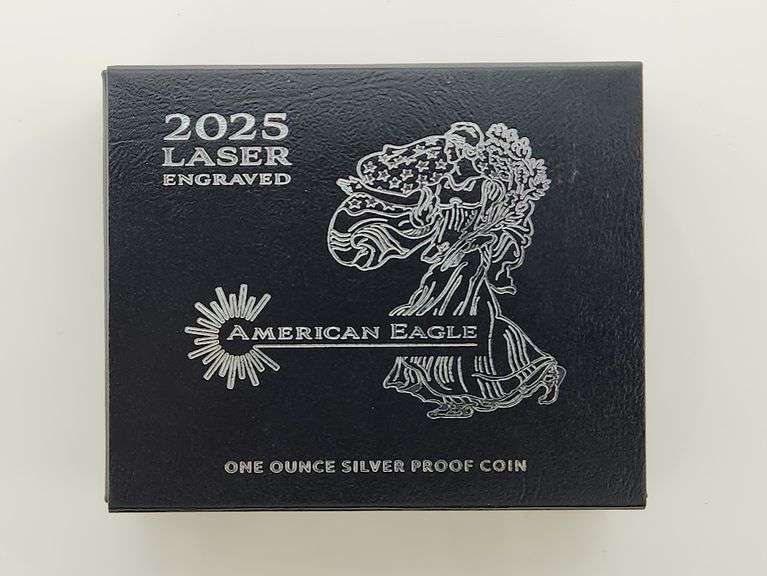 2025
LASER
ENGRAVED
AMERICAN EAGLE
ONE OUNCE SILVER PROOF COIN